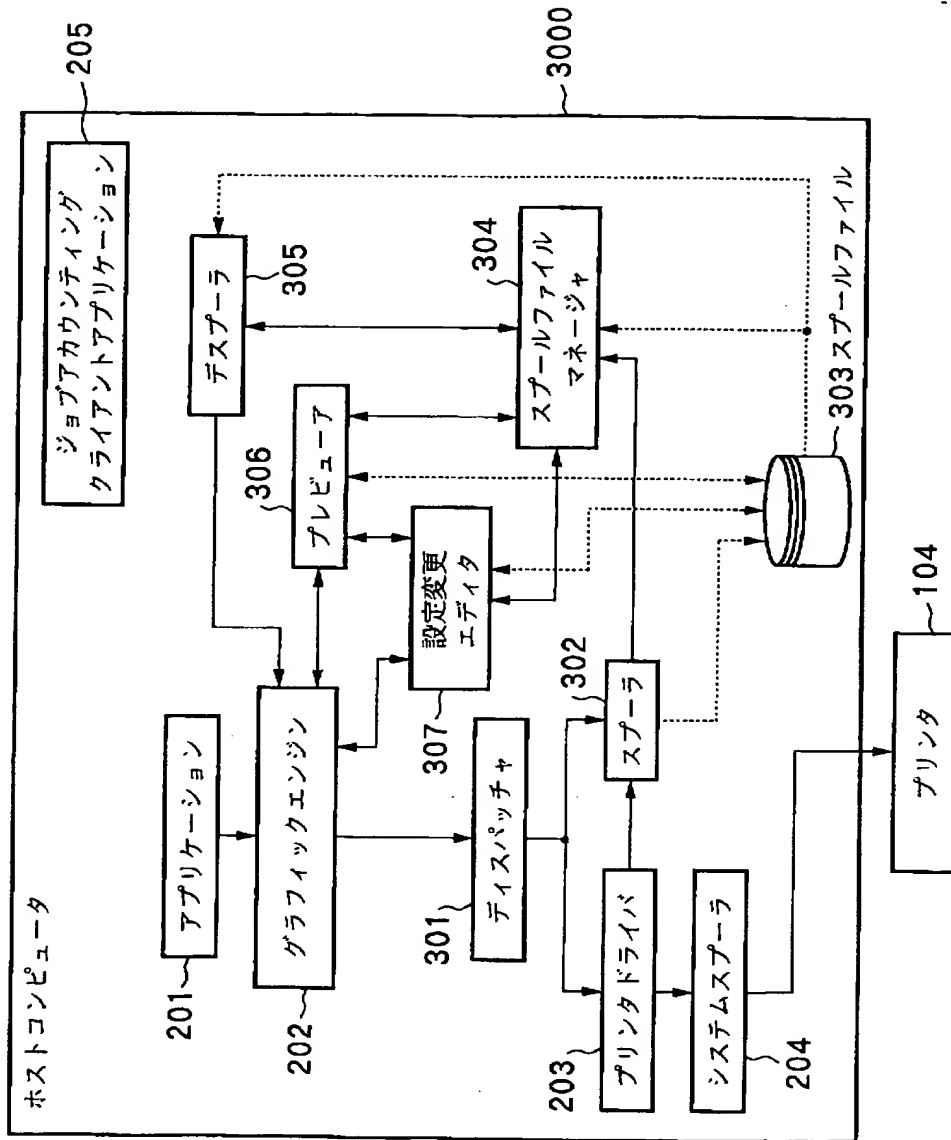 ホストコンピュータ
3000
ジョブアカウンティング
クライアントアプリケーション
205
201
アプリケーション
202
グラフィックエンジン
306
プレビューア
デスプーラ
305
307
設定変更
エディタ
304
スプールファイル
マネージャ
301
ディスパッチャ
302
スプーラ
203
プリンタドライバ
204
システムスプーラ
303スプールファイル
プリンタ
104